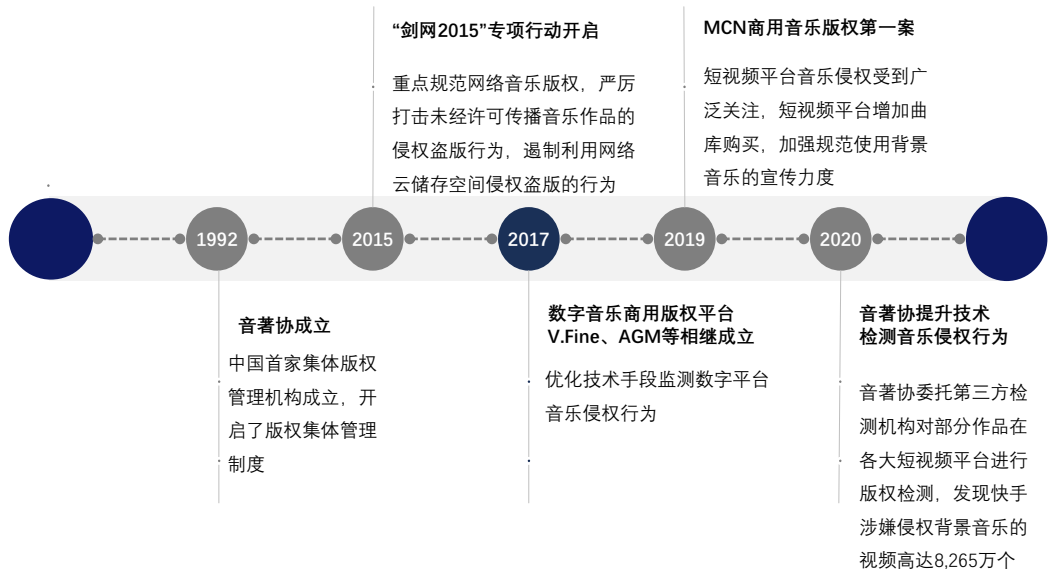 “剑网2015”专项行动开启
重点规范网络音乐版权，严厉
打击未经许可传播音乐作品的
侵权盗版行为，遏制利用网络
云储存空间侵权盗版的行为
MCN商用音乐版权第一案
短视频平台音乐侵权受到广
泛关注，短视频平台增加曲
库购买，加强规范使用背景
音乐的宣传力度
1992
2015
2017
2019
2020
音著协成立
中国首家集体版权
管理机构成立，开
启了版权集体管理
制度
数字音乐商用版权平台
V.Fine、AGM等相继成立
优化技术手段监测数字平台
音乐侵权行为
音著协提升技术
检测音乐侵权行为
音著协委托第三方检
测机构对部分作品在
各大短视频平台进行
版权检测，发现快手
涉嫌侵权背景音乐的
视频高达8,265万个